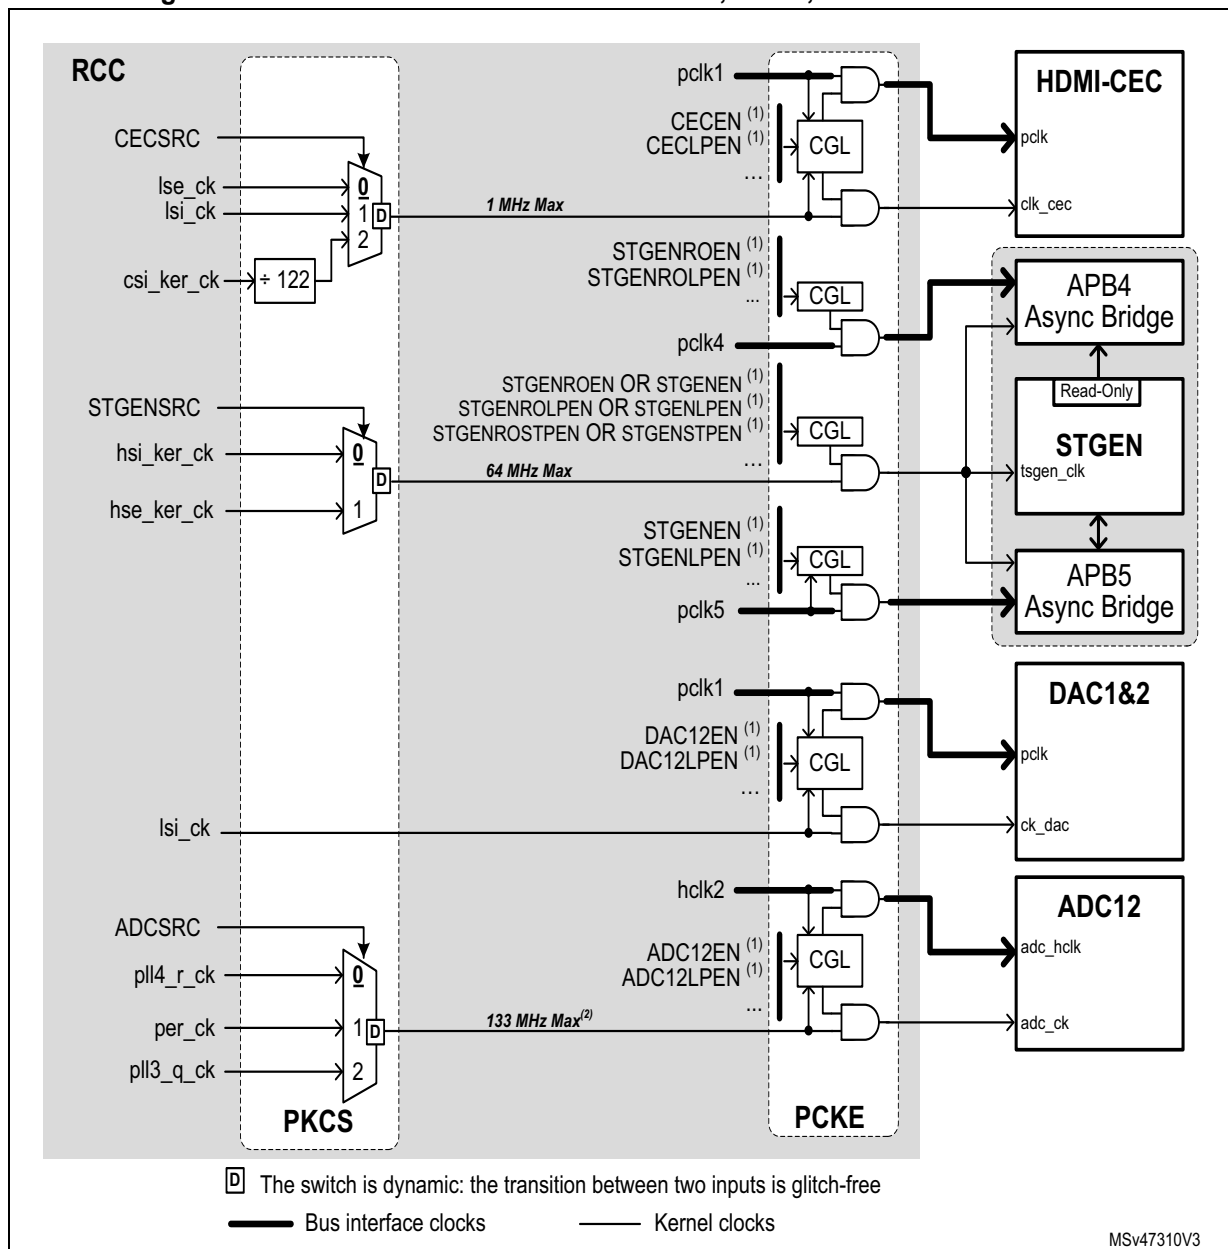 RCC
pclk1
HDMI-CEC
CECSRC
CECEN (1)
CECLPEN (1)
...
CGL
pclk
lse_ck
0
lsi_ck
1
D
1 MHz Max
clk_cec
2
csi_ker_ck
÷ 122
STGENROEN (1)
STGENROLPEN (1)
...
CGL
APB4
Async Bridge
pclk4
STGENSRC
STGENROEN OR STGENEN (1)
STGENROLPEN OR STGENLPEN (1)
STGENROSTPEN OR STGENSTPEN (1)
...
CGL
Read-Only
STGEN
hsi_ker_ck
0
D
64 MHz Max
tsgen_clk
hse_ker_ck
1
STGENEN (1)
STGENLPEN (1)
...
CGL
APB5
Async Bridge
pclk5
pclk1
DAC1&2
DAC12EN (1)
DAC12LPEN (1)
...
CGL
pclk
lsi_ck
ck_dac
hclk2
ADC12
ADCSRC
ADC12EN (1)
ADC12LPEN (1)
...
CGL
adc_hclk
pll4_r_ck
0
per_ck
1
D
133 MHz Max(2)
adc_ck
pll3_q_ck
2
PKCS
PCKE
D The switch is dynamic: the transition between two inputs is glitch-free
Bus interface clocks
Kernel clocks
MSv47310V3